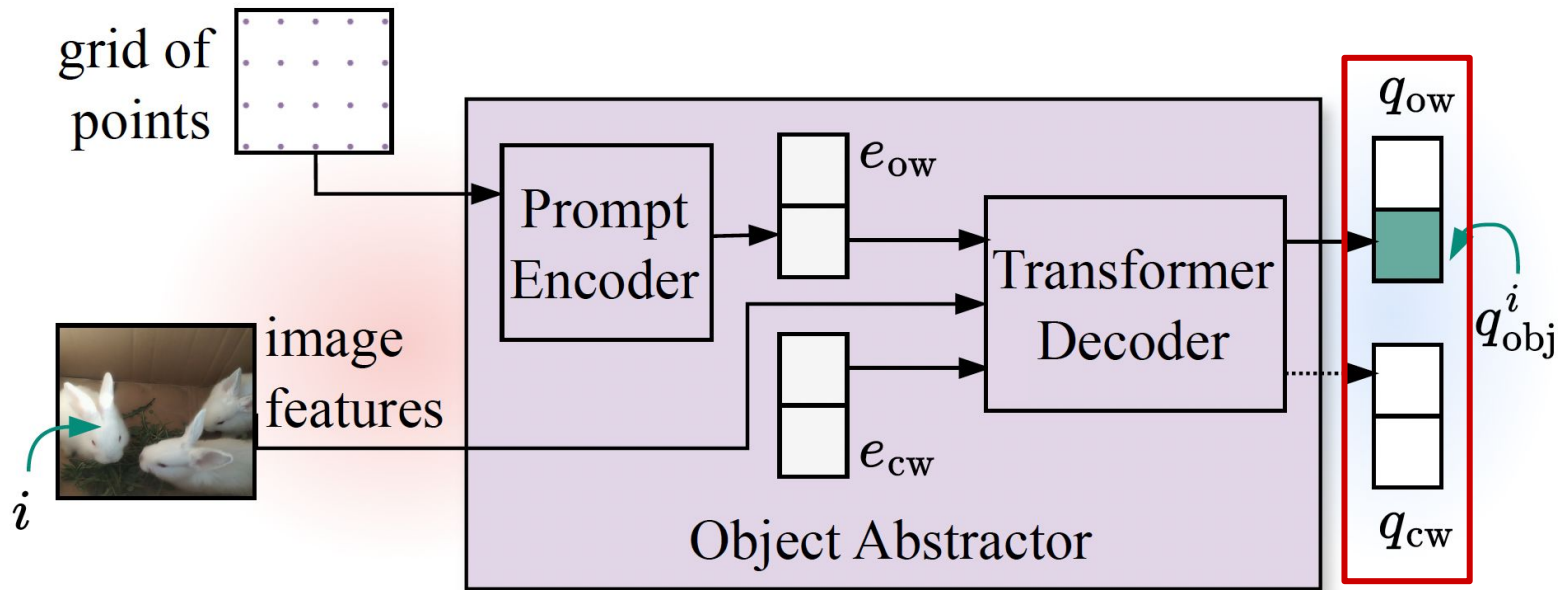 grid of
points
Prompt
Encoder
e_ow
Transformer
Decoder
q_ow
q^i_obj
image
features
i
e_cw
q_cw
Object Abstractor